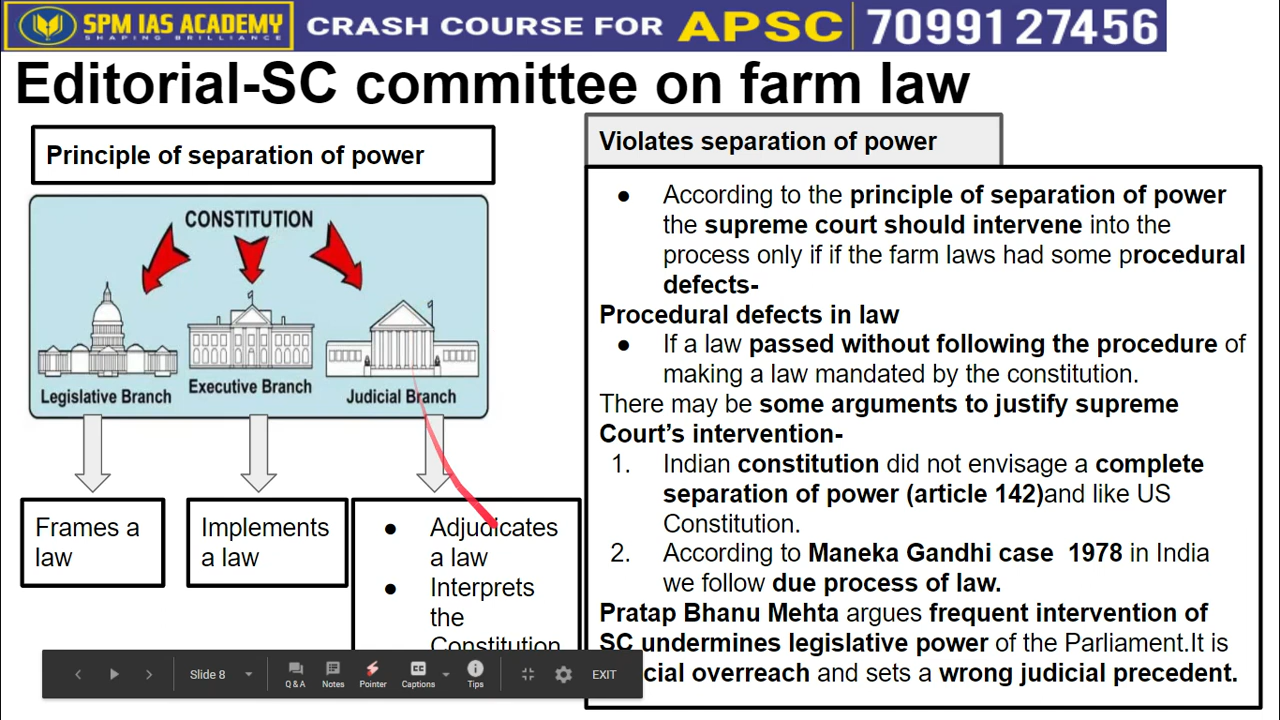 SPM IAS ACADEMY
SHAPING BRILLIANCE
CRASH COURSE FOR APSC 70991 27456
Editorial-SC committee on farm law
Principle of separation of power
CONSTITUTION
Legislative Branch
Executive Branch
Judicial Branch
Frames a
law
Implements
a law
● Adjudicates
a law
● Interprets
the
Constitution
Violates separation of power
● According to the principle of separation of power
the supreme court should intervene into the
process only if if the farm laws had some procedural
defects-
Procedural defects in law
● If a law passed without following the procedure of
making a law mandated by the constitution.
There may be some arguments to justify supreme
Court’s intervention-
1. Indian constitution did not envisage a complete
separation of power (article 142)and like US
Constitution.
2. According to Maneka Gandhi case 1978 in India
we follow due process of law.
Pratap Bhanu Mehta argues frequent intervention of
SC undermines legislative power of the Parliament.It is
cial overreach and sets a wrong judicial precedent.
Slide 8
Q & A
Notes
Pointer
CC
Captions
Tips
EXIT